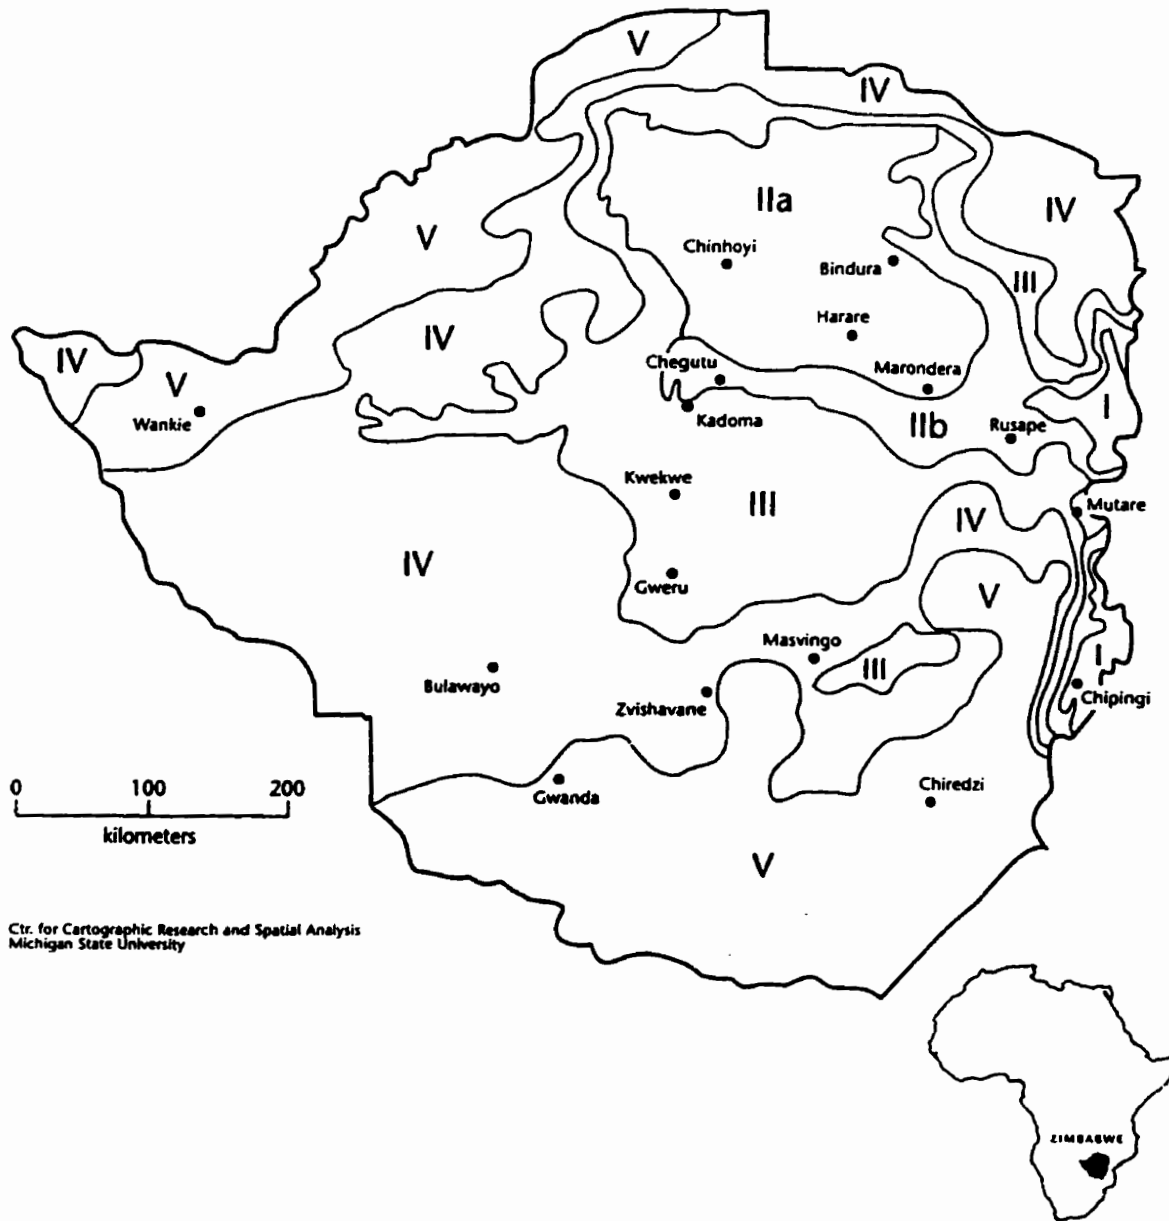 V
IV
IIa
IV
V
Chinhoyi
Bindura
III
Harare
IV
IV
Chegutu
Marondera
V
I
Wankie
Kadoma
IIb
Rusape
Kwekwe
III
IV
Mutare
IV
Gweru
V
Masvingo
III
I
Bulawayo
Zvishavane
Chipingi
0 100 200
kilometers
Gwanda
Chiredzi
V
Ctr. for Cartographic Research and Spatial Analysis
Michigan State University
ZIMBABWE